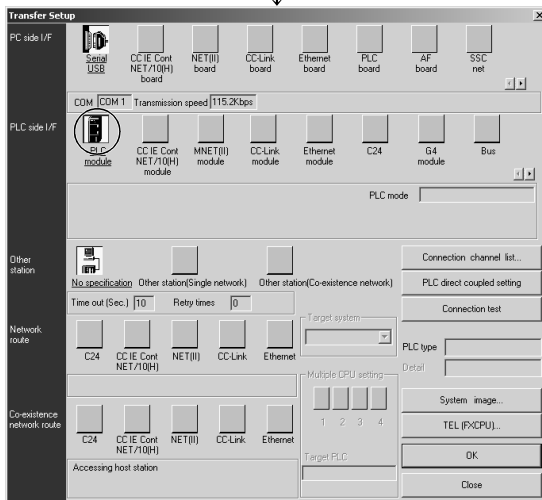 Transfer Setup
PC side I/F
Serial
USB
CC IE Cont
NET/10(H)
board
NET(II)
board
CC-Link
board
Ethernet
board
PLC
board
AF
board
SSC
net
COM COM 1 Transmission speed 115.2Kbps
PLC side I/F
PLC
module
CC IE Cont
NET/10(H)
module
MNET(II)
module
CC-Link
module
Ethernet
module
C24
G4
module
Bus
PLC mode
Other
station
No specification
Other station(Single network)
Other station(Co-existence network)
Time out (Sec.) 10 Retry times 0
Connection channel list...
PLC direct coupled setting
Connection test
Network
route
C24
CC IE Cont
NET/10(H)
NET(II)
CC-Link
Ethernet
Target system
PLC type
Detail
Multiple CPU setting
1 2 3 4
Target PLC
System image...
TEL (FXCPU)...
OK
Close
Co-existence
network route
C24
CC IE Cont
NET/10(H)
NET(II)
CC-Link
Ethernet
Accessing host station